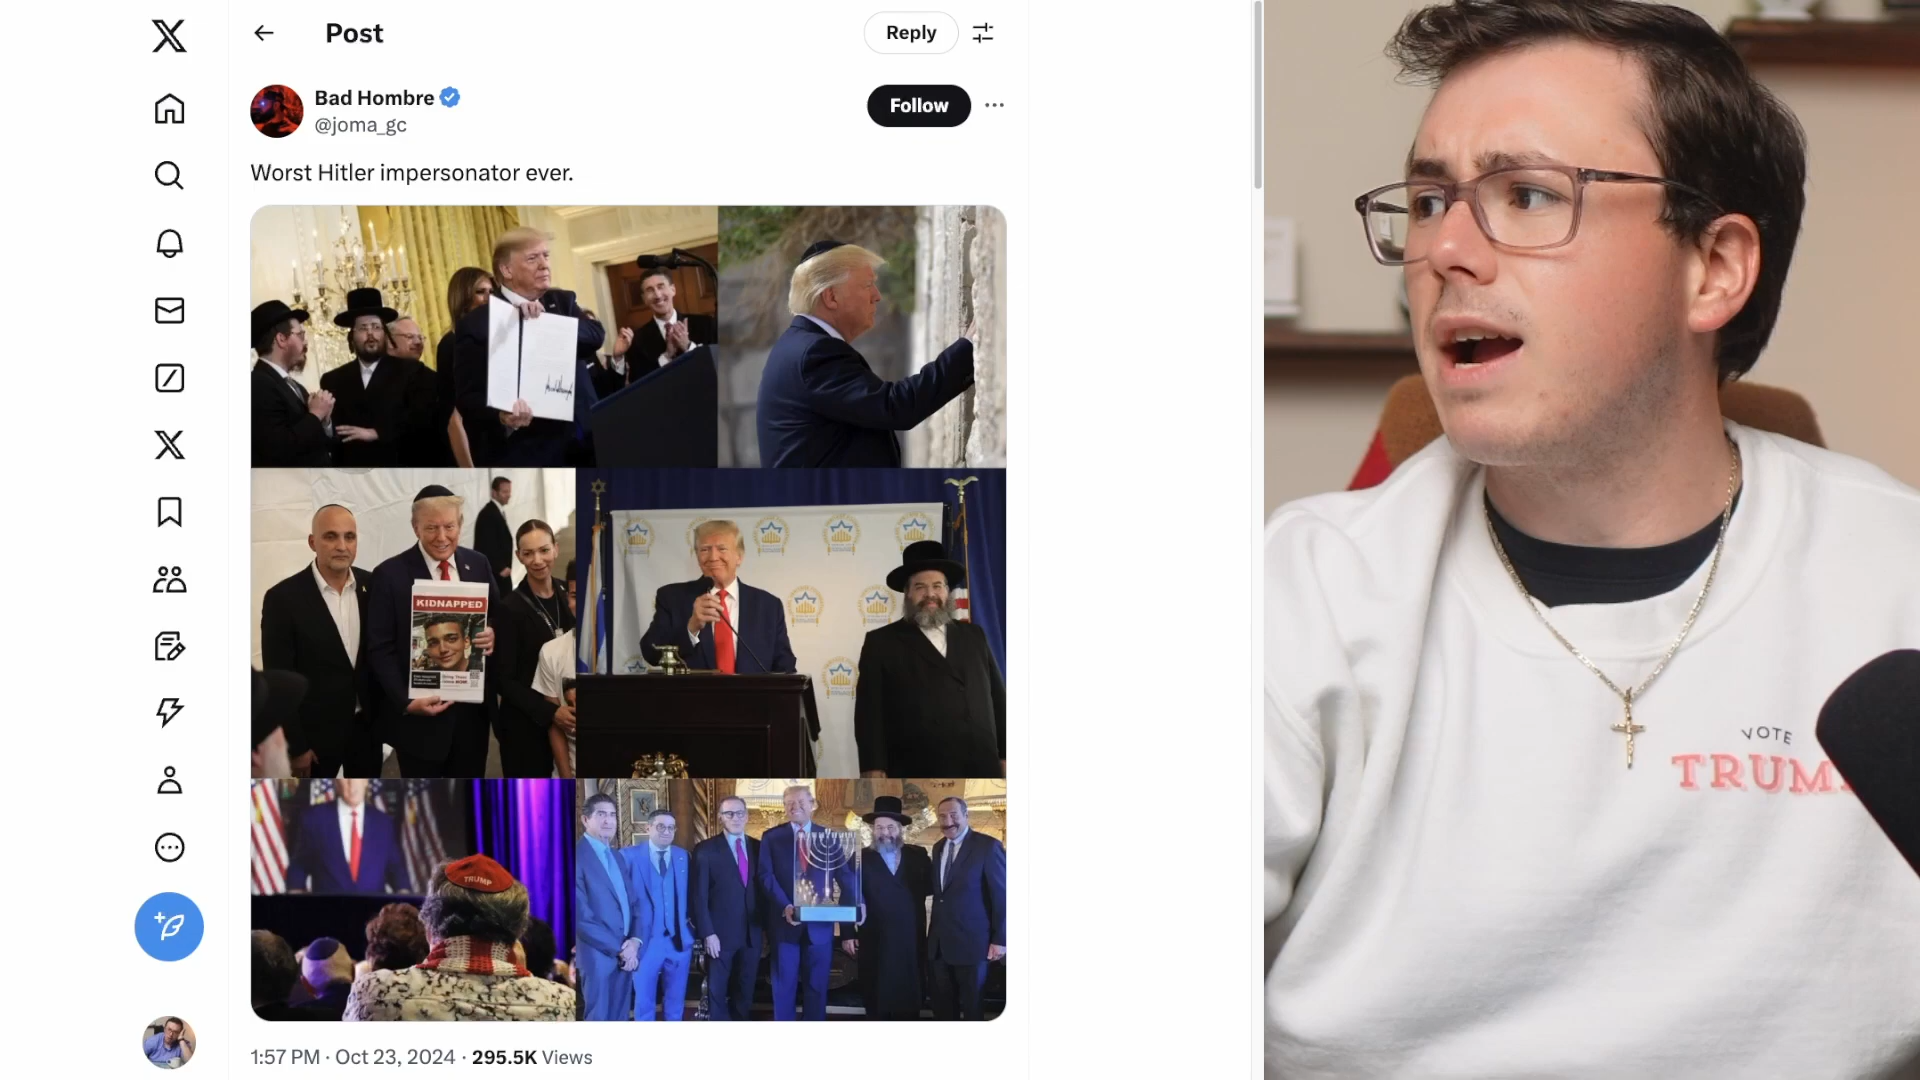 Post
Reply
Bad Hombre
@joma_gc
Follow
Worst Hitler impersonator ever.
KIDNAPPED
TRUMP
1:57 PM · Oct 23, 2024 · 295.5K Views
VOTE
TRUM